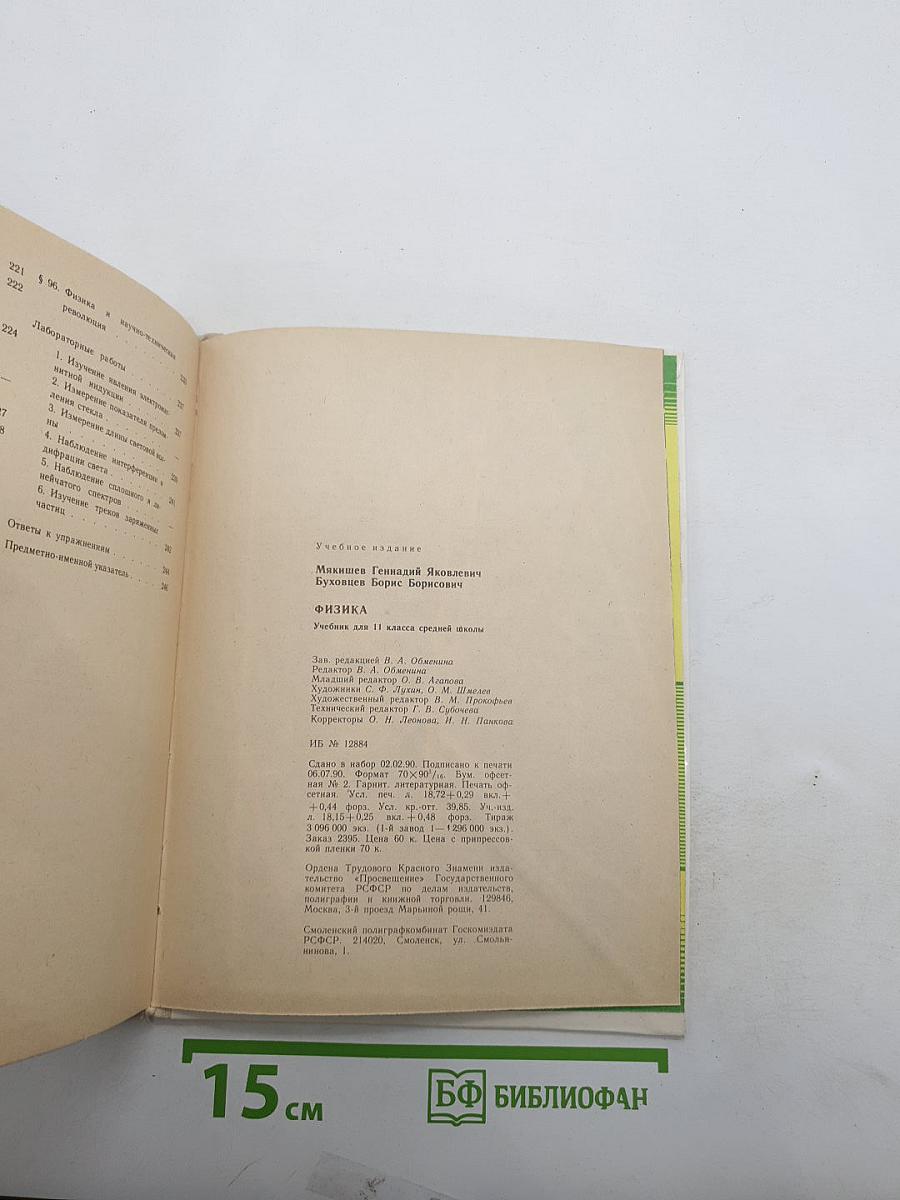 221
222
224
—
27
8
§ 96. Физика и научно-техническая
революция
Лабораторные работы
1. Изучение явления электромаг-
нитной индукции
2. Измерение показателя прелом-
ления стекла
3. Измерение длины световой вол-
ны
4. Наблюдение интерференции и
дифракции света
5. Наблюдение сплошного и ли-
нейчатого спектров
6. Изучение треков заряженных
частиц
Ответы к упражнениям
Предметно-именной указатель
Учебное издание
Мякишев Геннадий Яковлевич
Буховцев Борис Борисович
ФИЗИКА
Учебник для 11 класса средней школы
Зав. редакцией В. А. Обменина
Редактор В. А. Обменина
Младший редактор О. В. Агапова
Художники С. Ф. Лухин, О. М. Шмелев
Художественный редактор В. М. Прокофьев
Технический редактор Г. В. Субочева
Корректоры О. Н. Леонова, И. Н. Панкова
ИБ № 12884
Сдано в набор 02.02.90. Подписано к печати
06.07.90. Формат 70×90¹/₁₆. Бум. офсет-
ная № 2. Гарнит. литературная. Печать оф-
сетная. Усл. печ. л. 18,72+0,29 вкл.+
+0,44 форз. Усл. кр.-отт. 39,85. Уч.-изд.
л. 18,15+0,25 вкл.+0,48 форз. Тираж
3 096 000 экз. (1-й завод 1—1 296 000 экз.).
Заказ 2395. Цена 60 к. Цена с припрессов-
кой пленки 70 к.
Ордена Трудового Красного Знамени изда-
тельство «Просвещение» Государственного
комитета РСФСР по делам издательств,
полиграфии и книжной торговли. 129846,
Москва, 3-й проезд Марьиной рощи, 41.
Смоленский полиграфкомбинат Госкомиздата
РСФСР. 214020, Смоленск, ул. Смолья-
нинова, 1.
15 см
БФ БИБЛИОФАН